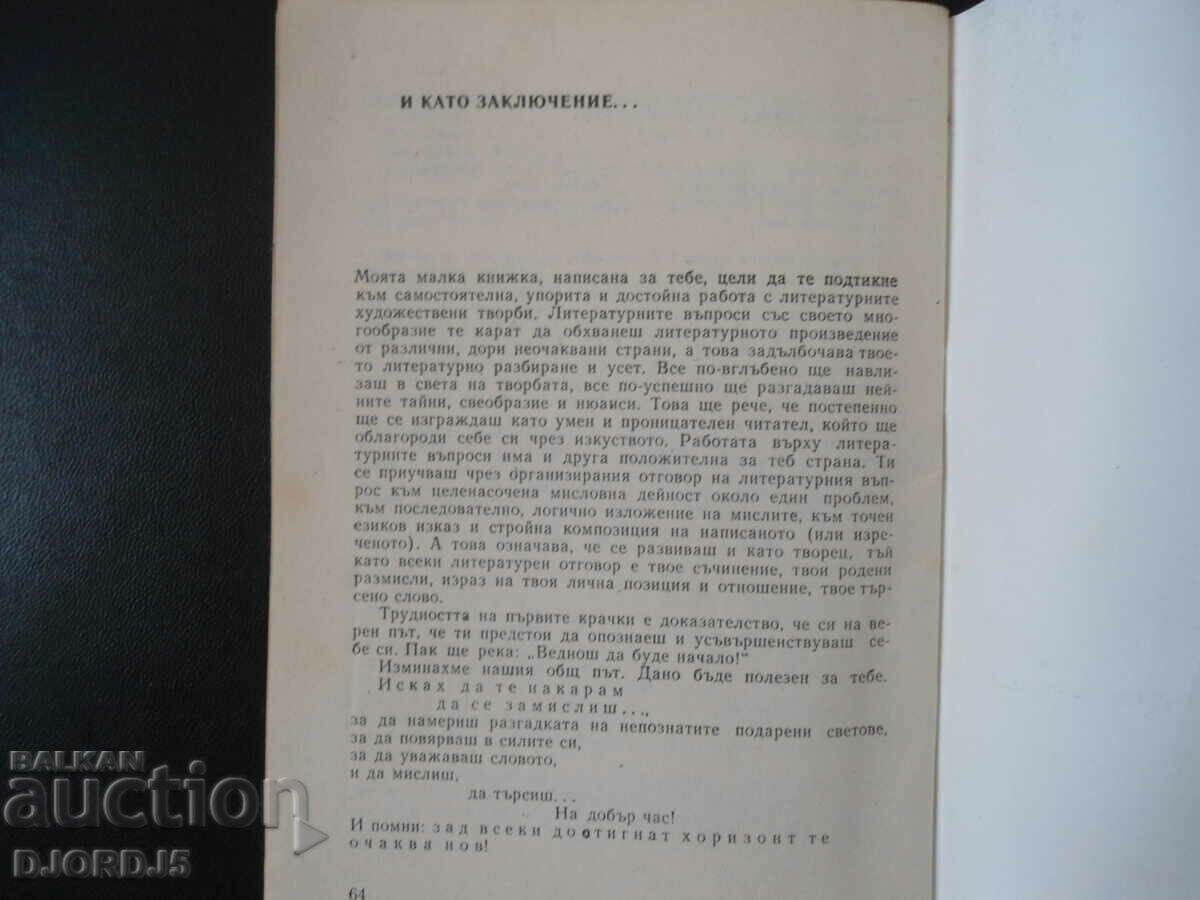 И КАТО ЗАКЛЮЧЕНИЕ...
Моята малка книжка, написана за тебе, цели да те подтикне
към самостоятелна, упорита и достойна работа с литературните
художествени творби. Литературните въпроси със своето мно-
гообразие те карат да обхванеш литературното произведение
от различни, дори неочаквани страни, а това задълбочава твое-
то литературно разбиране и усет. Все по-вглъбено ще навли-
заш в света на творбата, все по-успешно ще разгадаваш ней-
ните тайни, своеобразие и нюанси. Това ще рече, че постепенно
ще се изграждаш като умен и проницателен читател, който ще
облагороди себе си чрез изкуството. Работата върху литера-
турните въпроси има и друга положителна за теб страна. Ти
се приучваш чрез организирания отговор на литературния въп-
рос към целенасочена мисловна дейност около един проблем,
към последователно, логично изложение на мислите, към точен
езиков изказ и стройна композиция на написаното (или изре-
ченото). А това означава, че се развиваш и като творец, тъй
като всеки литературен отговор е твое съчинение, твои родени
размисли, израз на твоя лична позиция и отношение, твое тър-
сено слово.
Трудността на първите крачки е доказателство, че си на ве-
рен път, че ти предстои да опознаеш и усъвършенствуваш се-
бе си. Пак ще река: „Веднош да буде начало!"
Изминахме нашия общ път. Дано бъде полезен за тебе.
Исках да те накарам
да се замислиш...,
за да намериш разгадката на непознатите подарени светове,
за да повярваш в силите си,
за да уважаваш словото,
и да мислиш,
да търсиш...
На добър час!
И помни: зад всеки достигнат хоризонт те
очаква нов!
64
BALKAN
auction
DJORDJ5